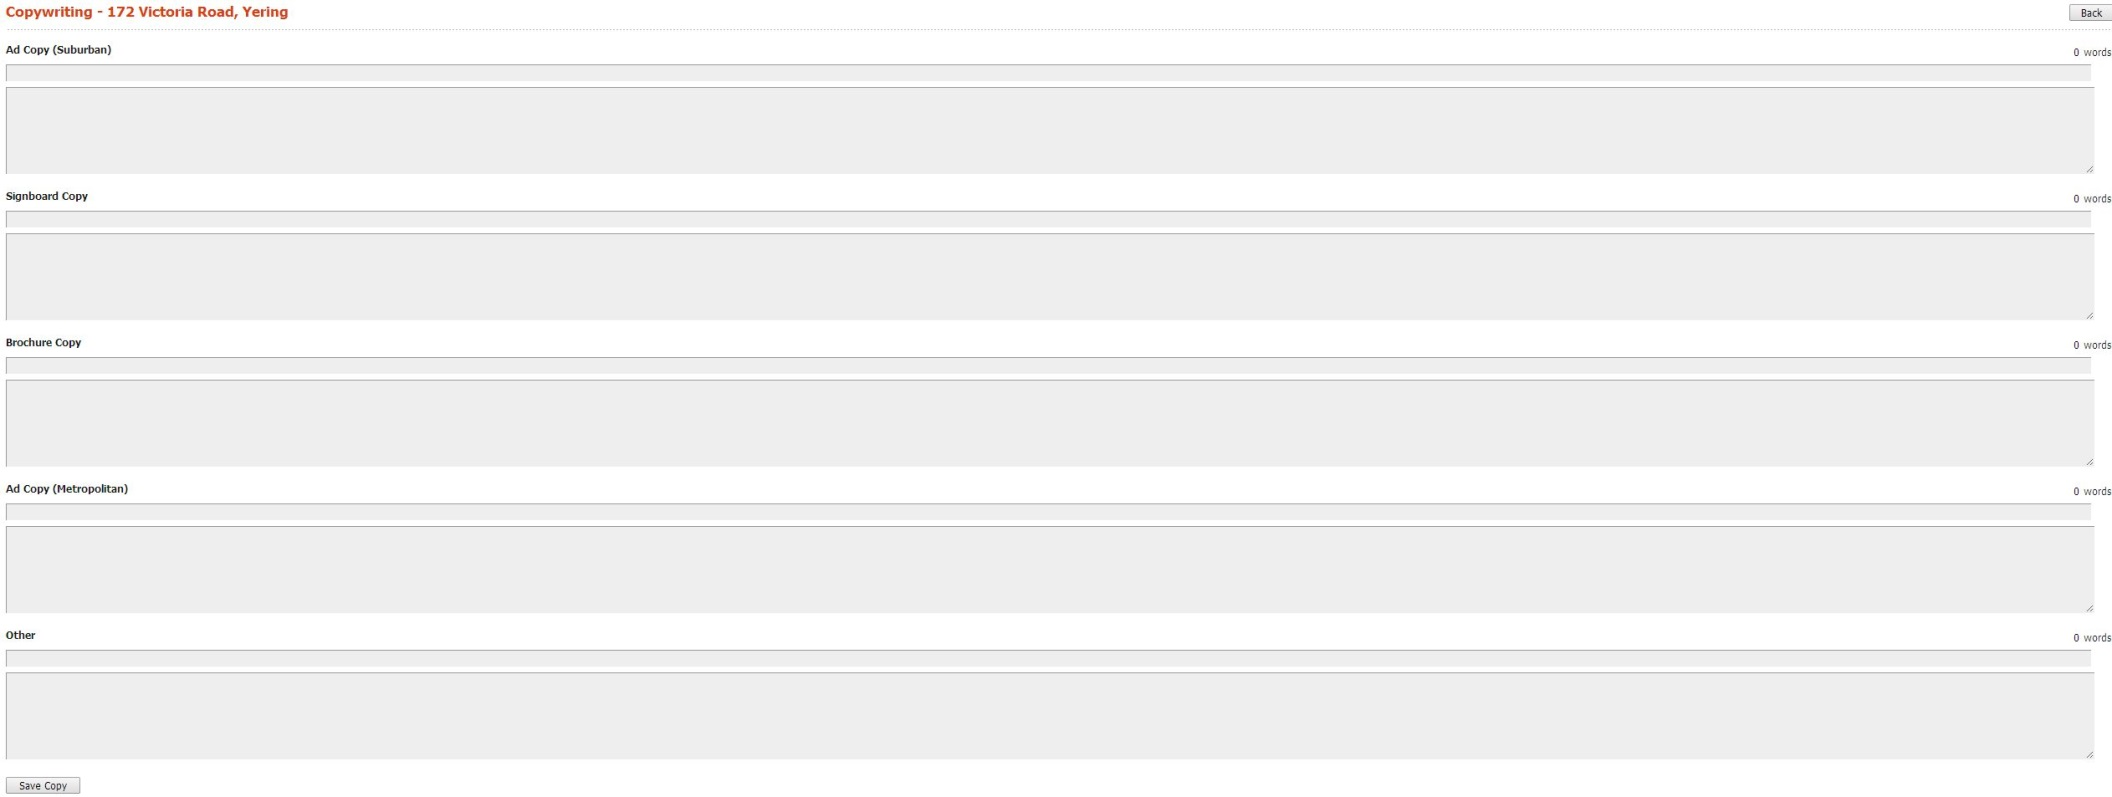 Copywriting - 172 Victoria Road, Yering
Back
Ad Copy (Suburban)
0 words
Signboard Copy
0 words
Brochure Copy
0 words
Ad Copy (Metropolitan)
0 words
Other
0 words
Save Copy